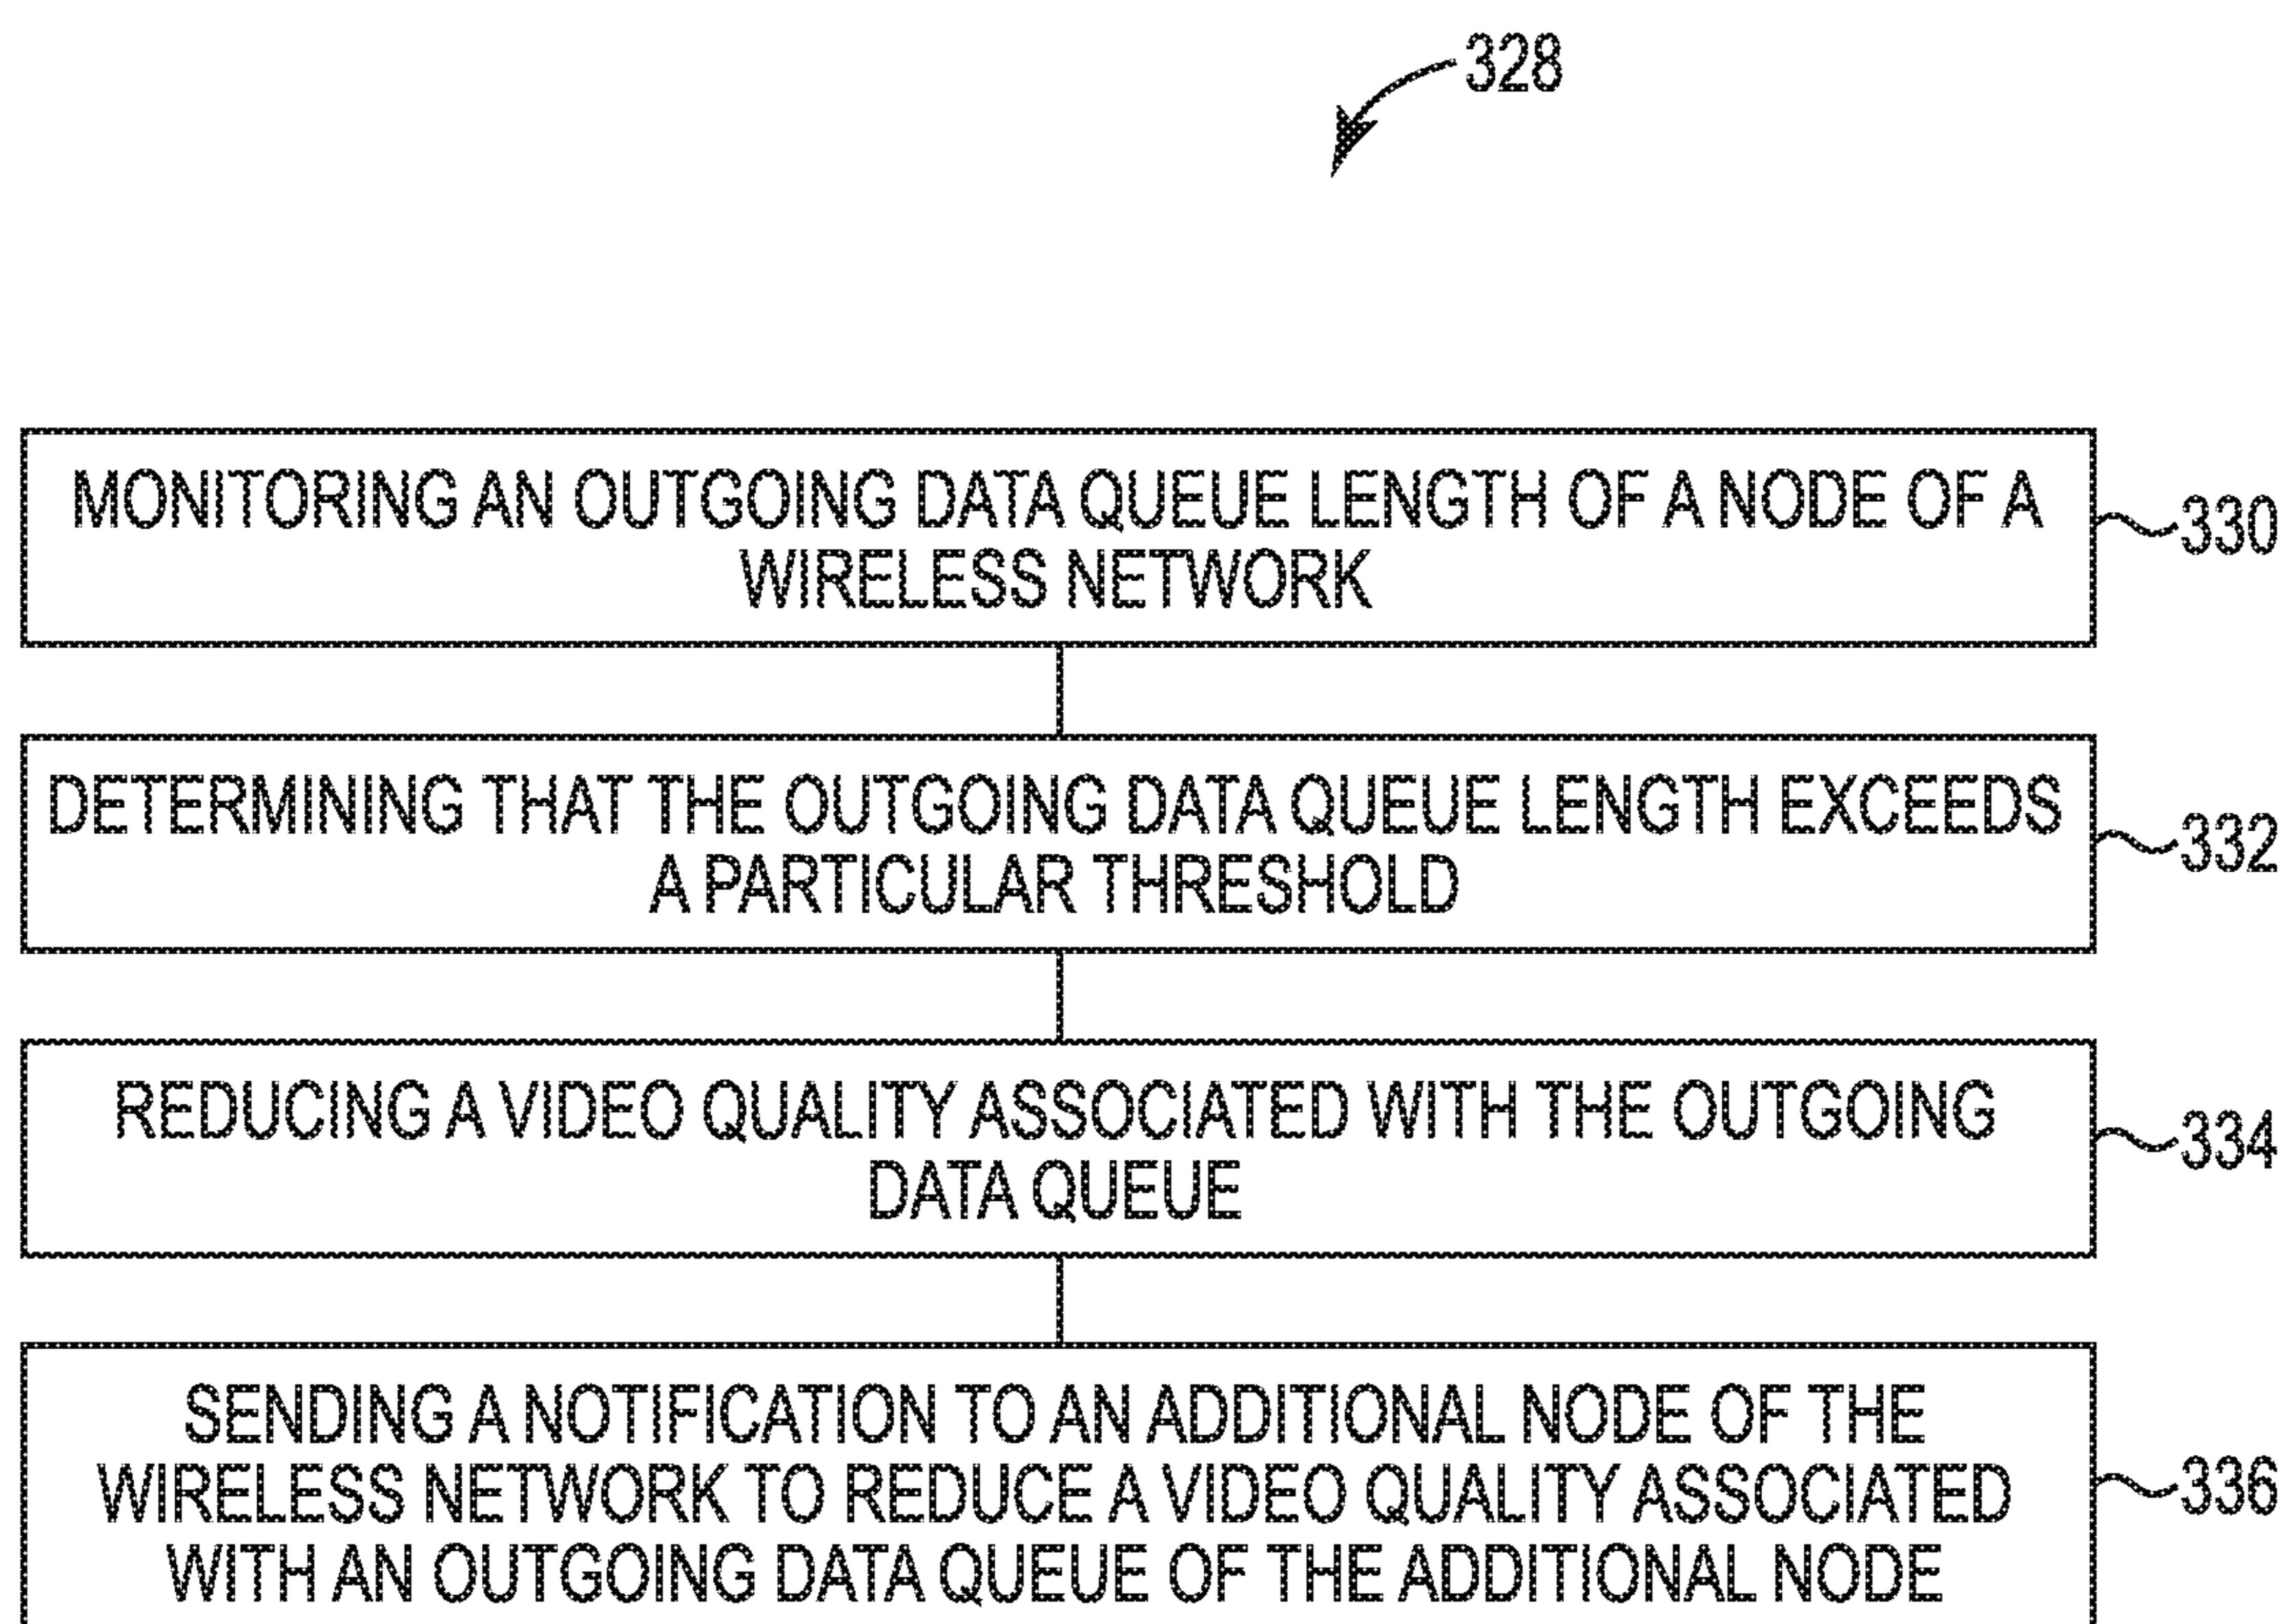 328
MONITORING AN OUTGOING DATA QUEUE LENGTH OF A NODE OF A
WIRELESS NETWORK
330
DETERMINING THAT THE OUTGOING DATA QUEUE LENGTH EXCEEDS
A PARTICULAR THRESHOLD
332
REDUCING A VIDEO QUALITY ASSOCIATED WITH THE OUTGOING
DATA QUEUE
334
SENDING A NOTIFICATION TO AN ADDITIONAL NODE OF THE
WIRELESS NETWORK TO REDUCE A VIDEO QUALITY ASSOCIATED
WITH AN OUTGOING DATA QUEUE OF THE ADDITIONAL NODE
336